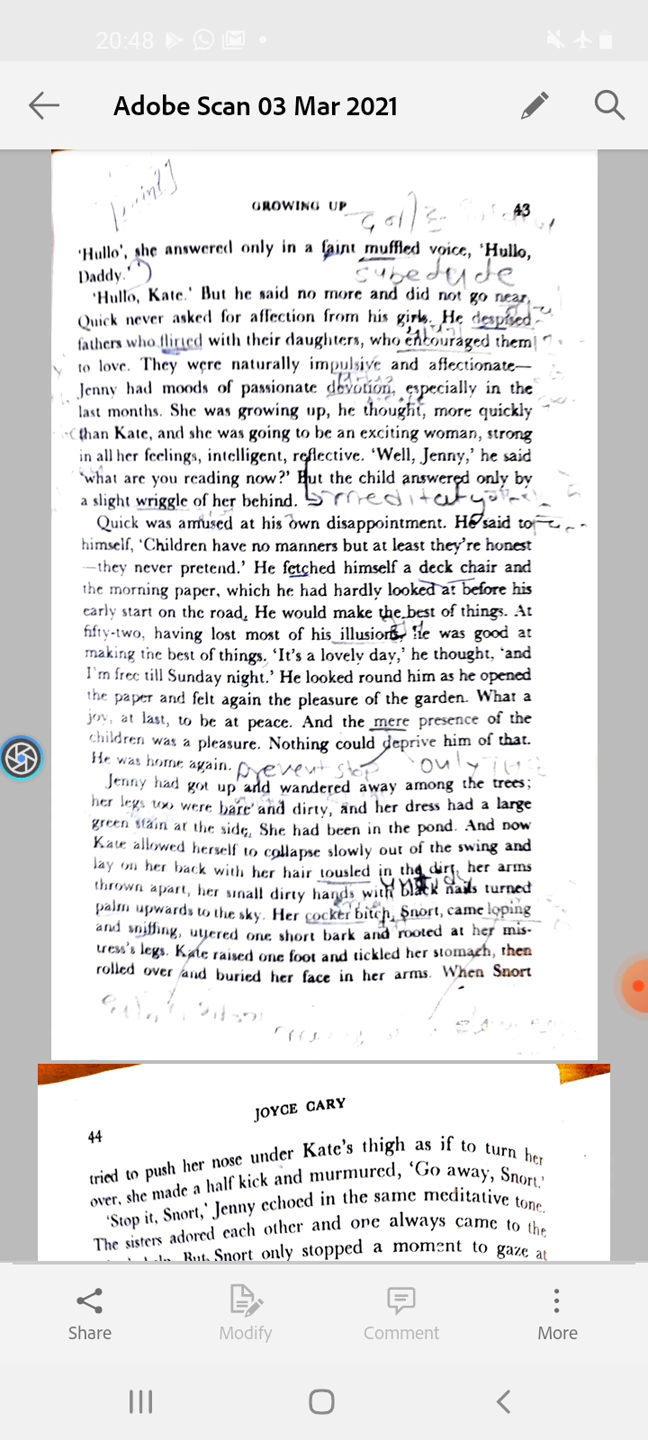 20:48
Adobe Scan 03 Mar 2021
GROWING UP
43
'Hullo', she answered only in a faint muffled voice, 'Hullo,
Daddy.'
subedude
'Hullo, Kate.' But he said no more and did not go near.
Quick never asked for affection from his girls. He despised
fathers who flirted with their daughters, who encouraged them
to love. They were naturally impulsive and affectionate—
Jenny had moods of passionate devotion, especially in the
last months. She was growing up, he thought, more quickly
than Kate, and she was going to be an exciting woman, strong
in all her feelings, intelligent, reflective. 'Well, Jenny,' he said
'what are you reading now?' But the child answered only by
a slight wriggle of her behind.
Quick was amused at his own disappointment. He said to
himself, 'Children have no manners but at least they're honest
—they never pretend.' He fetched himself a deck chair and
the morning paper, which he had hardly looked at before his
early start on the road. He would make the best of things. At
fifty-two, having lost most of his illusions, he was good at
making the best of things. 'It's a lovely day,' he thought, 'and
I'm free till Sunday night.' He looked round him as he opened
the paper and felt again the pleasure of the garden. What a
joy, at last, to be at peace. And the mere presence of the
children was a pleasure. Nothing could deprive him of that.
He was home again.
prevent stop only
Jenny had got up and wandered away among the trees;
her legs too were bare and dirty, and her dress had a large
green stain at the side. She had been in the pond. And now
Kate allowed herself to collapse slowly out of the swing and
lay on her back with her hair tousled in the dirt, her arms
thrown apart, her small dirty hands with black nails turned
palm upwards to the sky. Her cocker bitch, Snort, came loping
and sniffing, uttered one short bark and rooted at her mis-
tress's legs. Kate raised one foot and tickled her stomach, then
rolled over and buried her face in her arms. When Snort
JOYCE CARY
44
tried to push her nose under Kate's thigh as if to turn her
over, she made a half kick and murmured, 'Go away, Snort.'
'Stop it, Snort,' Jenny echoed in the same meditative tone.
The sisters adored each other and one always came to the
But Snort only stopped a moment to gaze at
Share
Modify
Comment
More